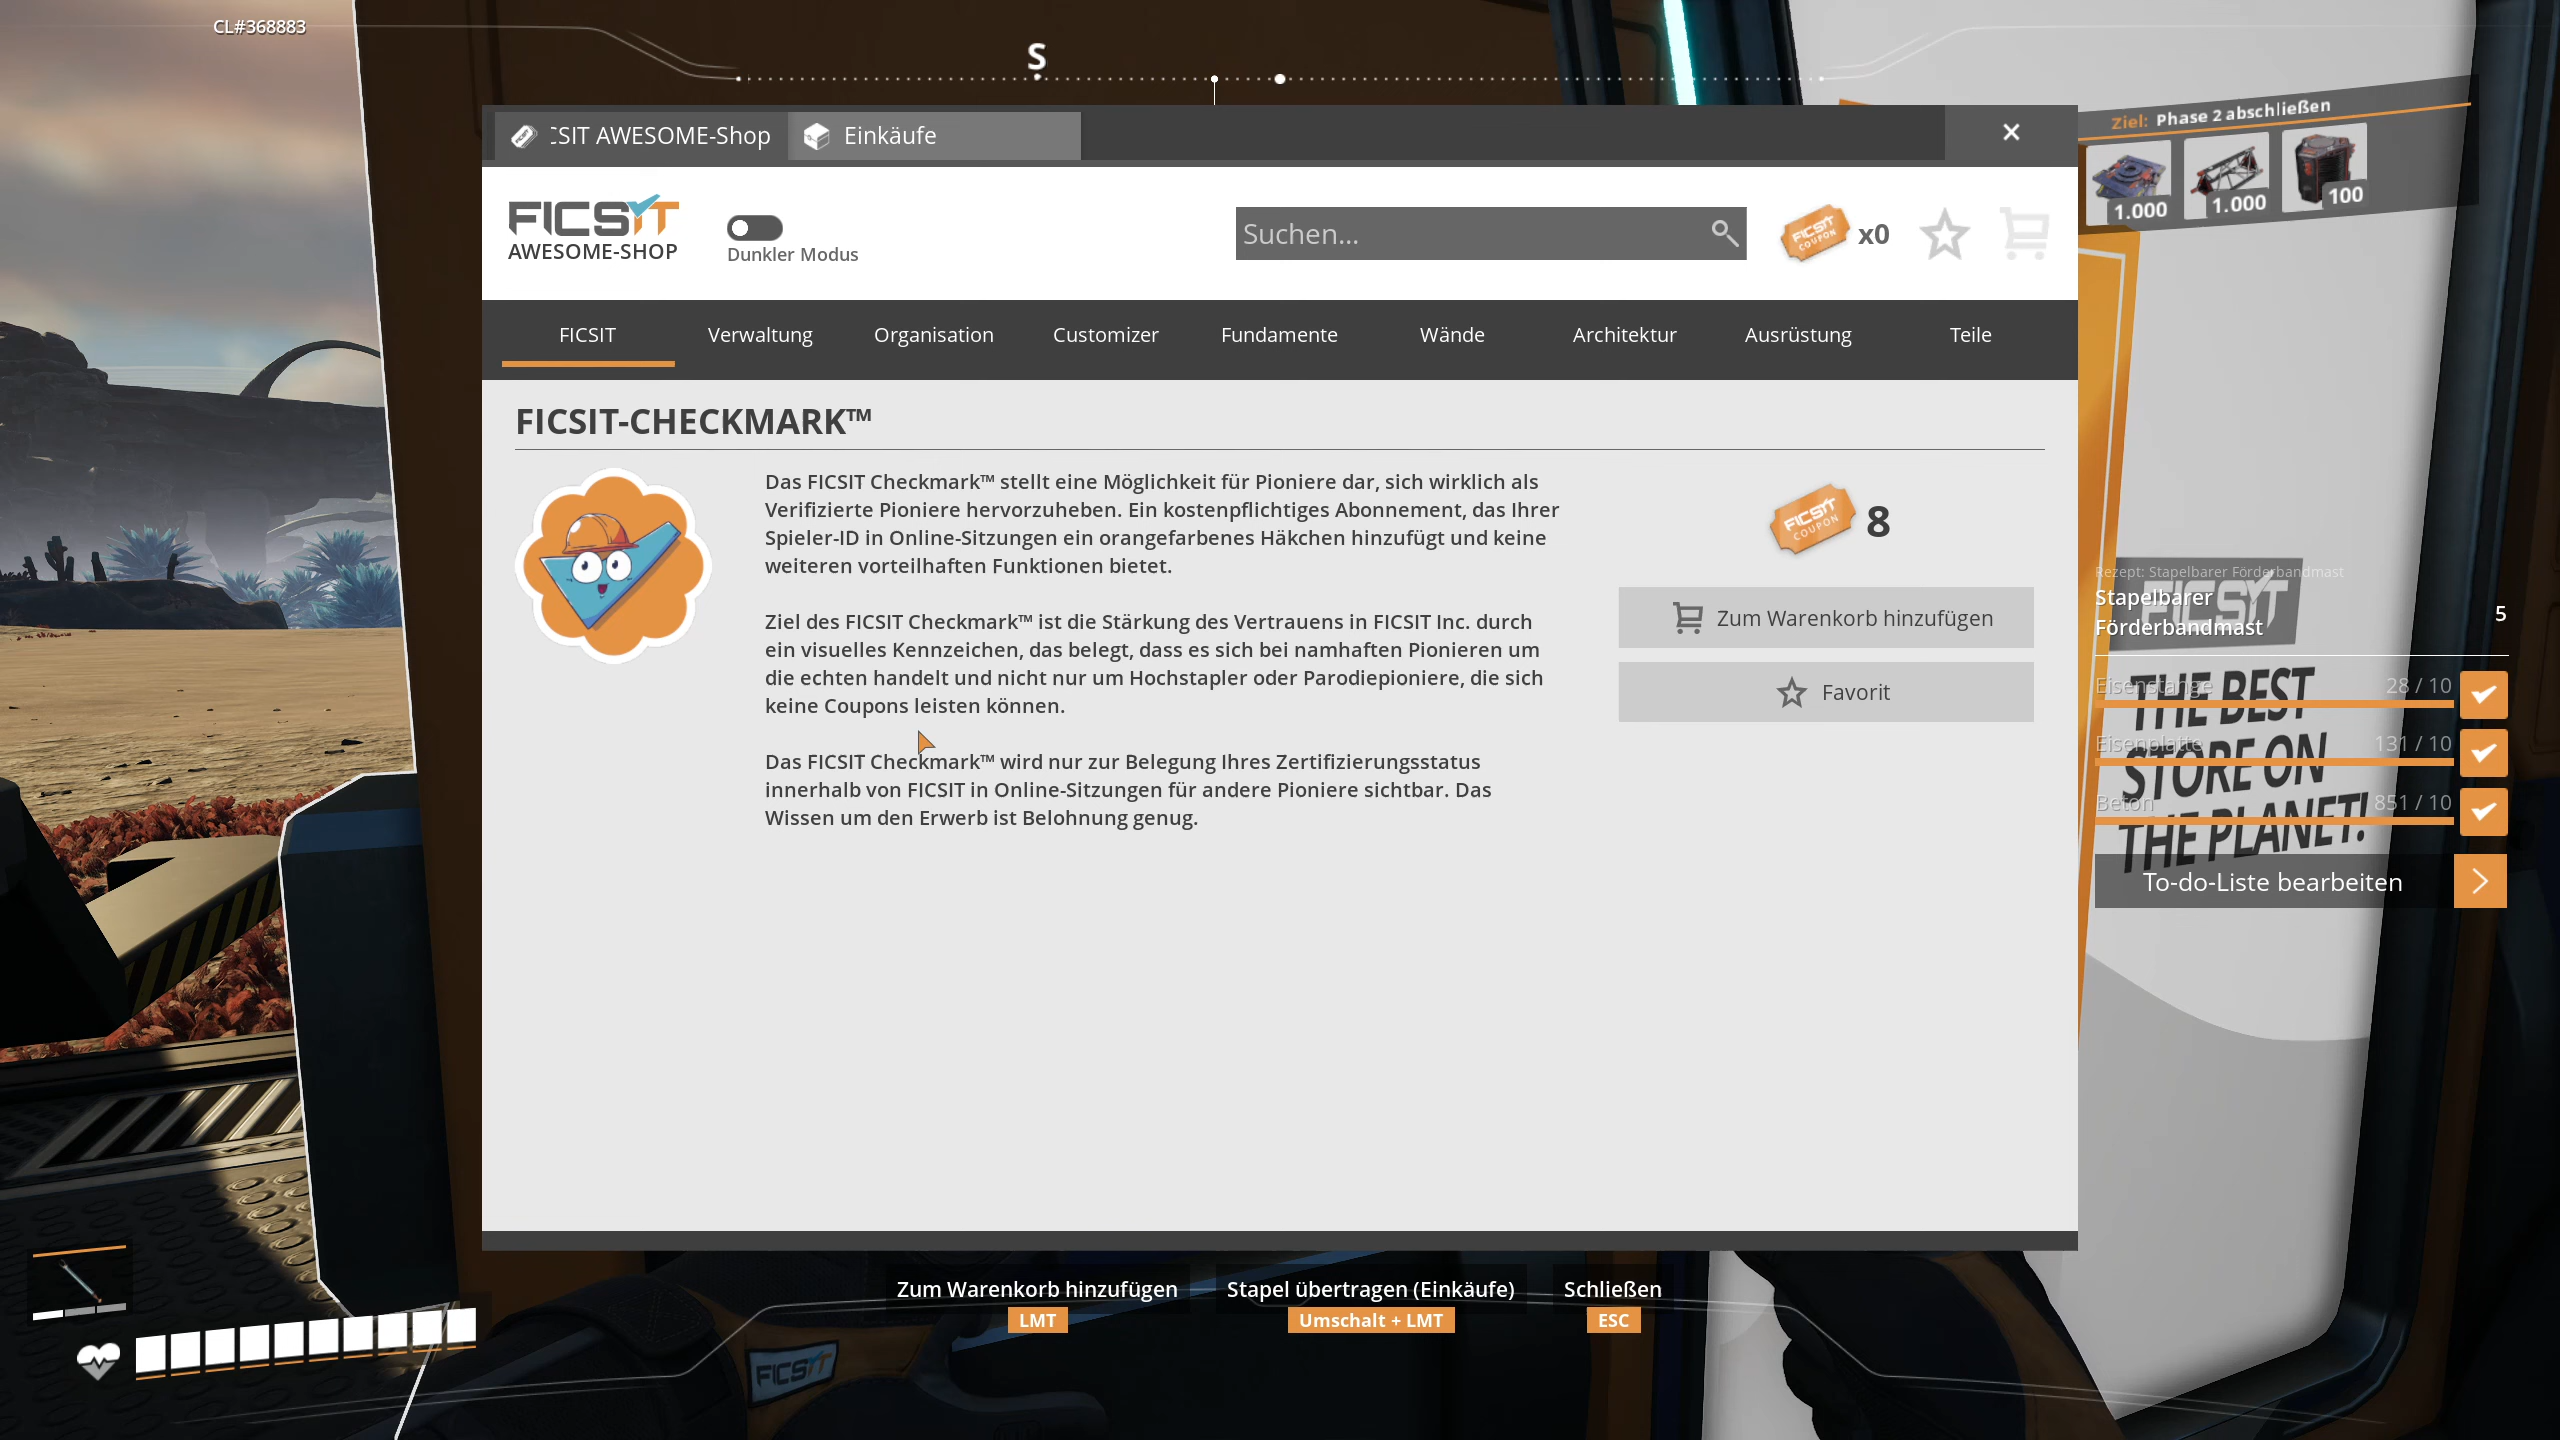 CL#368883
S
CSIT AWESOME-Shop
Einkäufe
Ziel: Phase 2 abschließen
1.000
1.000
100
FICSIT
AWESOME-SHOP
Dunkler Modus
Suchen...
FICSIT COUPON
x0
FICSIT
Verwaltung
Organisation
Customizer
Fundamente
Wände
Architektur
Ausrüstung
Teile
FICSIT-CHECKMARK™
Das FICSIT Checkmark™ stellt eine Möglichkeit für Pioniere dar, sich wirklich als
Verifizierte Pioniere hervorzuheben. Ein kostenpflichtiges Abonnement, das Ihrer
Spieler-ID in Online-Sitzungen ein orangefarbenes Häkchen hinzufügt und keine
weiteren vorteilhaften Funktionen bietet.
Ziel des FICSIT Checkmark™ ist die Stärkung des Vertrauens in FICSIT Inc. durch
ein visuelles Kennzeichen, das belegt, dass es sich bei namhaften Pionieren um
die echten handelt und nicht nur um Hochstapler oder Parodiepioniere, die sich
keine Coupons leisten können.
Das FICSIT Checkmark™ wird nur zur Belegung Ihres Zertifizierungsstatus
innerhalb von FICSIT in Online-Sitzungen für andere Pioniere sichtbar. Das
Wissen um den Erwerb ist Belohnung genug.
FICSIT COUPON
8
Zum Warenkorb hinzufügen
Favorit
Rezept: Stapelbarer Förderbandmast
Stapelbarer
Förderbandmast
5
FICSIT
Eisenstange
28 / 10
Eisenplatte
131 / 10
Beton
851 / 10
THE BEST
STORE ON
THE PLANET!
To-do-Liste bearbeiten
Zum Warenkorb hinzufügen
LMT
Stapel übertragen (Einkäufe)
Umschalt + LMT
Schließen
ESC
FICSIT